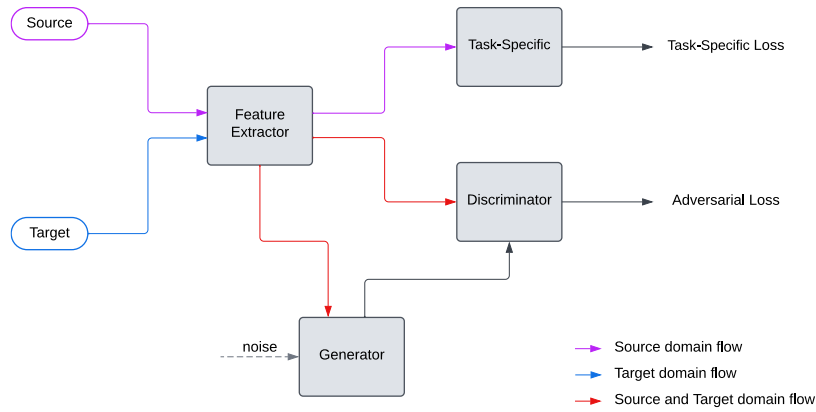 Source
Task-Specific
Task-Specific Loss
Feature
Extractor
Discriminator
Adversarial Loss
Target
noise
Generator
Source domain flow
Target domain flow
Source and Target domain flow